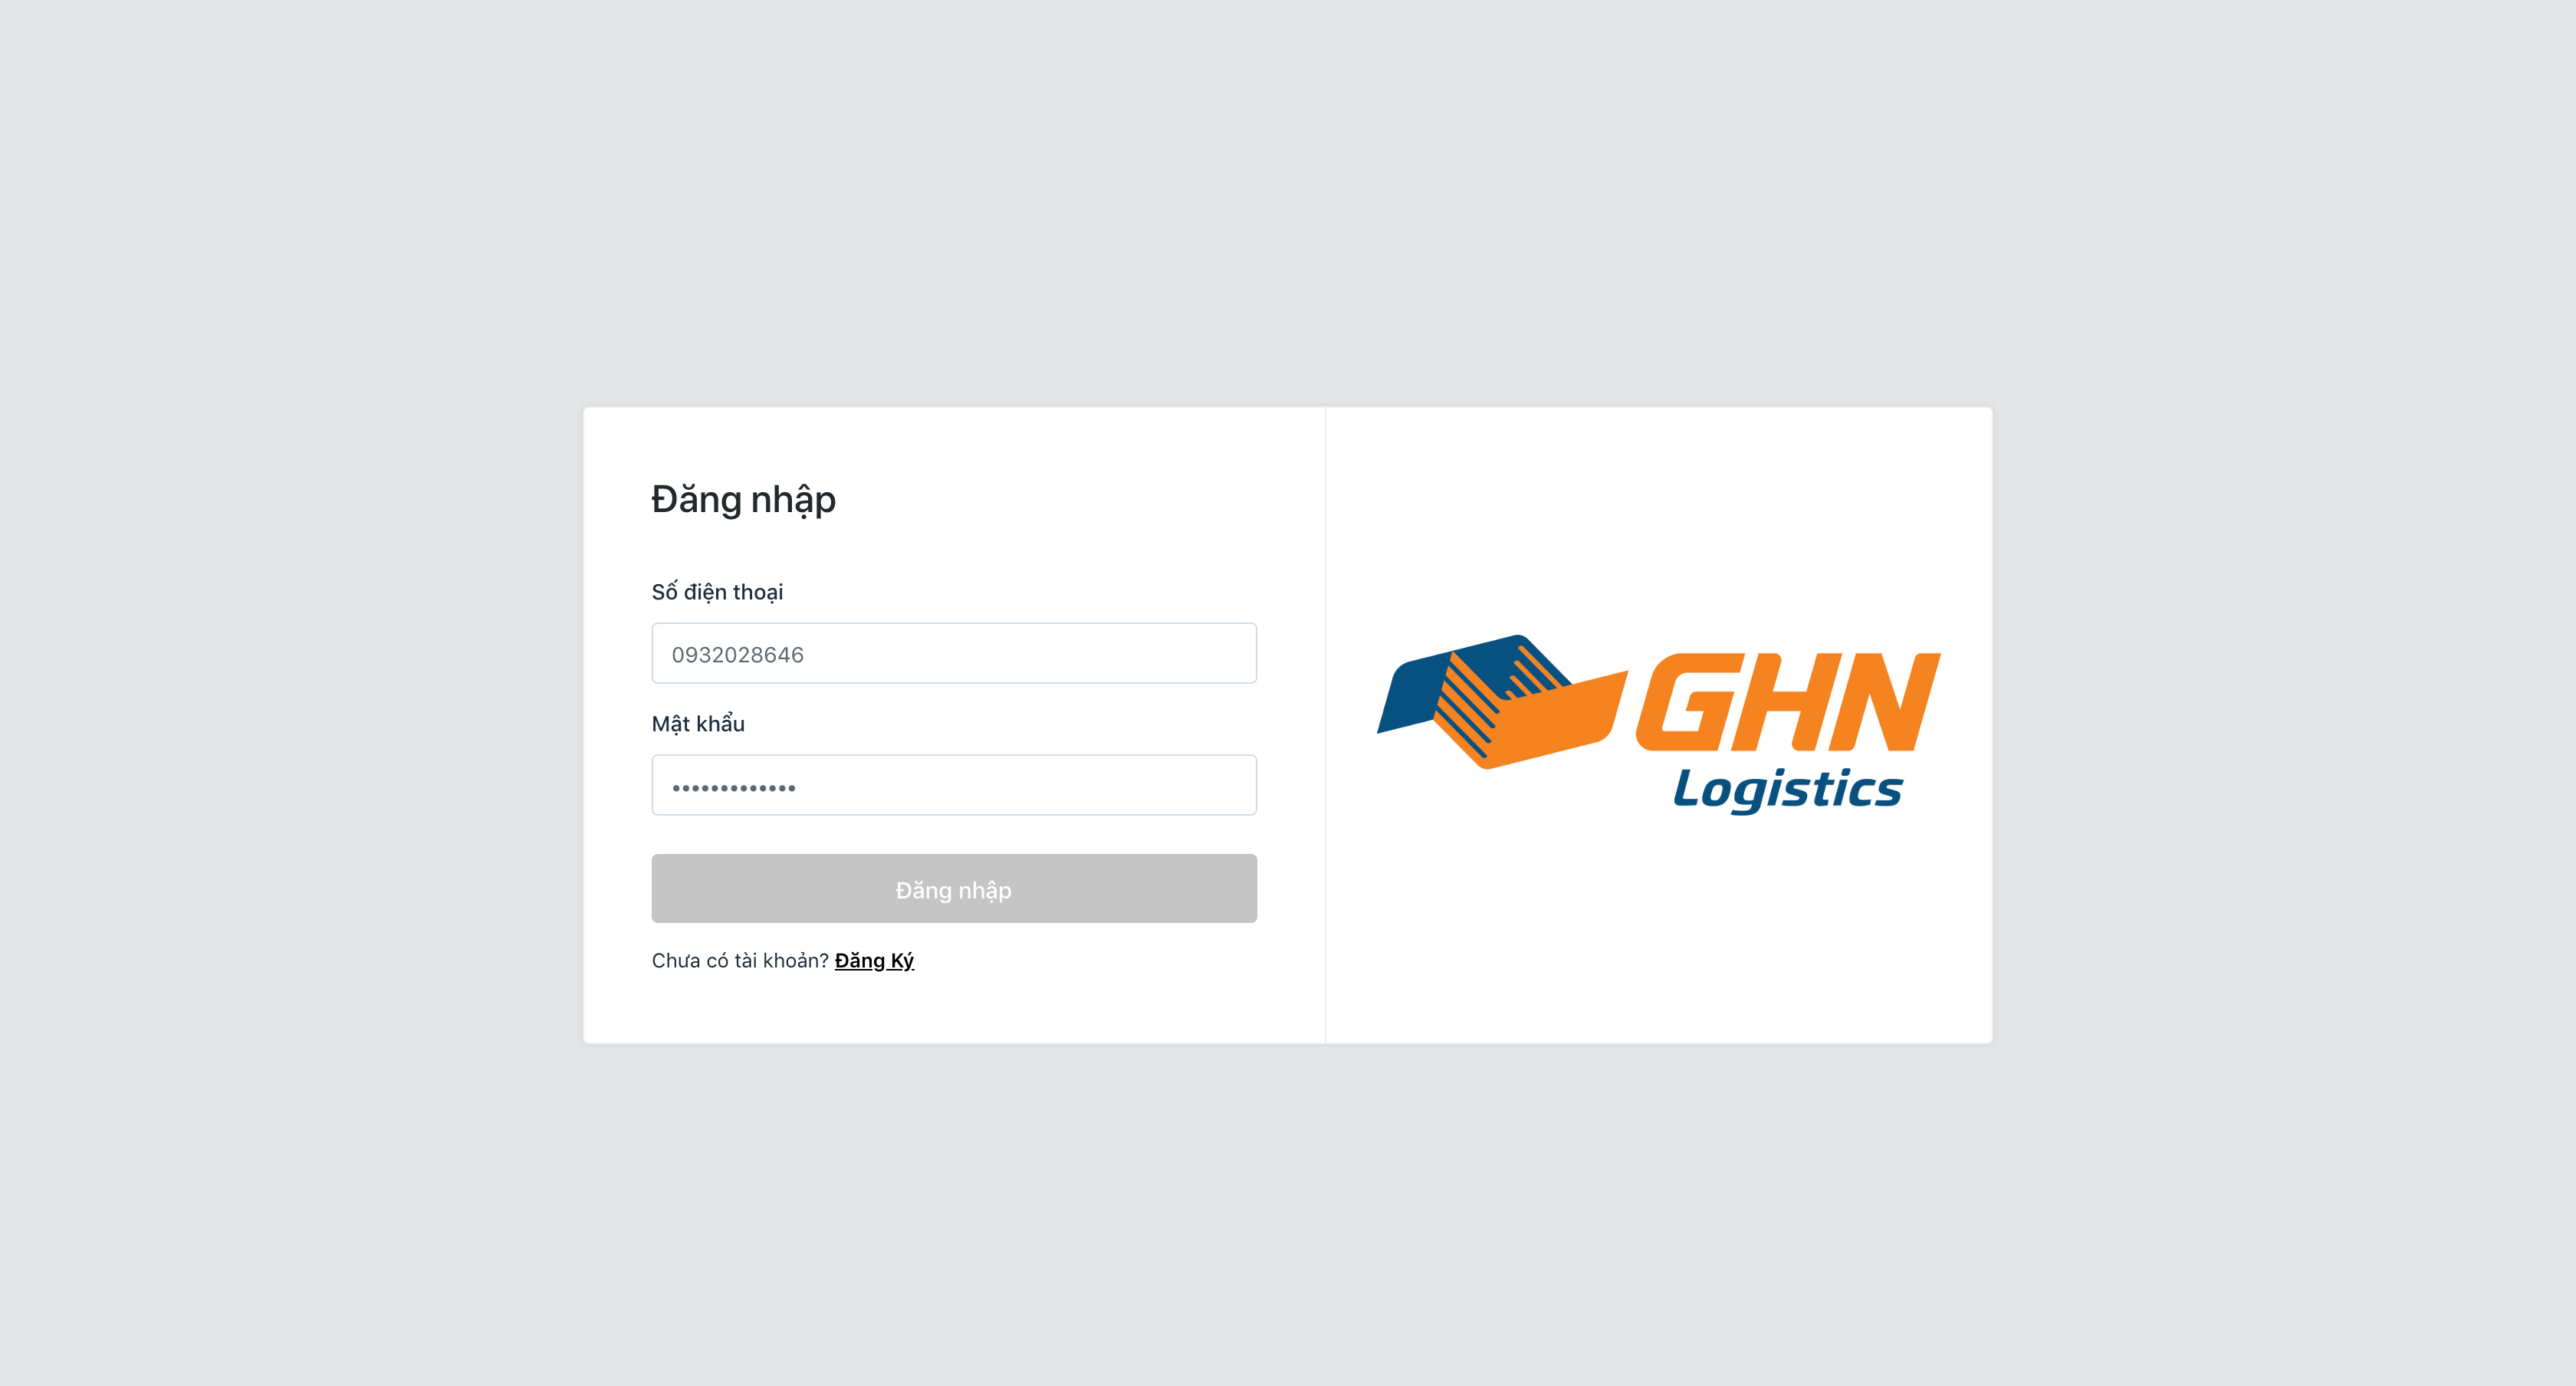 Đăng nhập
Số điện thoại
0932028646
Mật khẩu
•••••••••••••
Đăng nhập
Chưa có tài khoản? Đăng Ký
GHN
Logistics